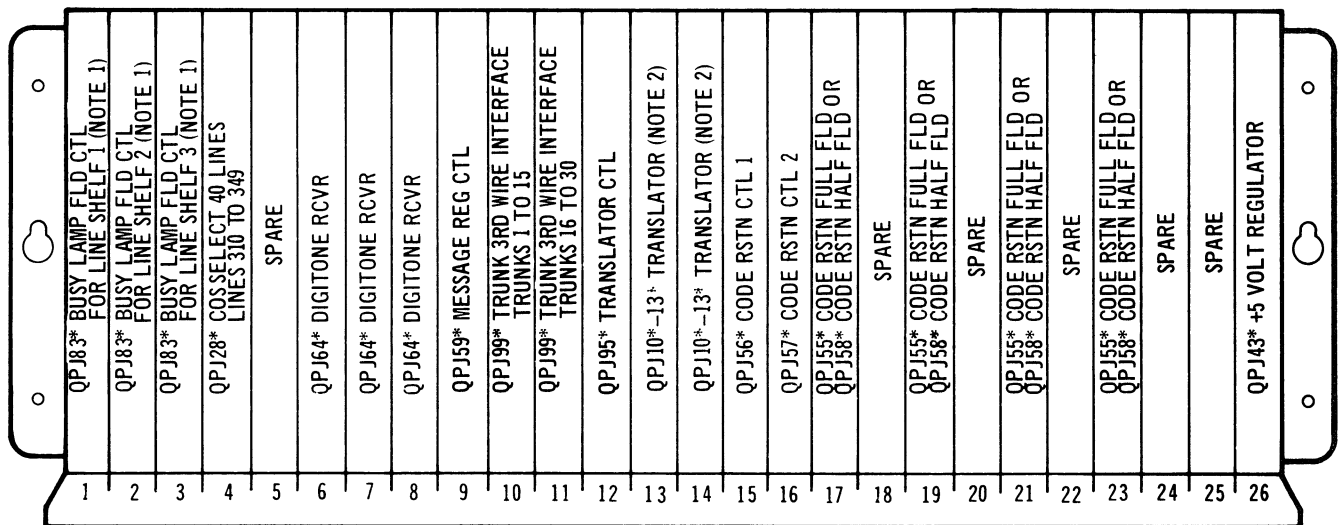 QPJ83* BUSY LAMP FLD CTL
FOR LINE SHELF 1 (NOTE 1)
QPJ83* BUSY LAMP FLD CTL
FOR LINE SHELF 2 (NOTE 1)
QPJ83* BUSY LAMP FLD CTL
FOR LINE SHELF 3 (NOTE 1)
QPJ28* COS SELECT 40 LINES
LINES 310 TO 349
SPARE
QPJ64* DIGITONE RCVR
QPJ64* DIGITONE RCVR
QPJ64* DIGITONE RCVR
QPJ59* MESSAGE REG CTL
QPJ99* TRUNK 3RD WIRE INTERFACE
TRUNKS 1 TO 15
QPJ99* TRUNK 3RD WIRE INTERFACE
TRUNKS 16 TO 30
QPJ95* TRANSLATOR CTL
QPJ10*-13* TRANSLATOR (NOTE 2)
QPJ10*-13* TRANSLATOR (NOTE 2)
QPJ56* CODE RSTN CTL 1
QPJ57* CODE RSTN CTL 2
QPJ55* CODE RSTN FULL FLD OR
QPJ58* CODE RSTN HALF FLD
SPARE
QPJ55* CODE RSTN FULL FLD OR
QPJ58* CODE RSTN HALF FLD
SPARE
QPJ55* CODE RSTN FULL FLD OR
QPJ58* CODE RSTN HALF FLD
SPARE
QPJ55* CODE RSTN FULL FLD OR
QPJ58* CODE RSTN HALF FLD
SPARE
SPARE
QPJ43* +5 VOLT REGULATOR
1 2 3 4 5 6 7 8 9 10 11 12 13 14 15 16 17 18 19 20 21 22 23 24 25 26